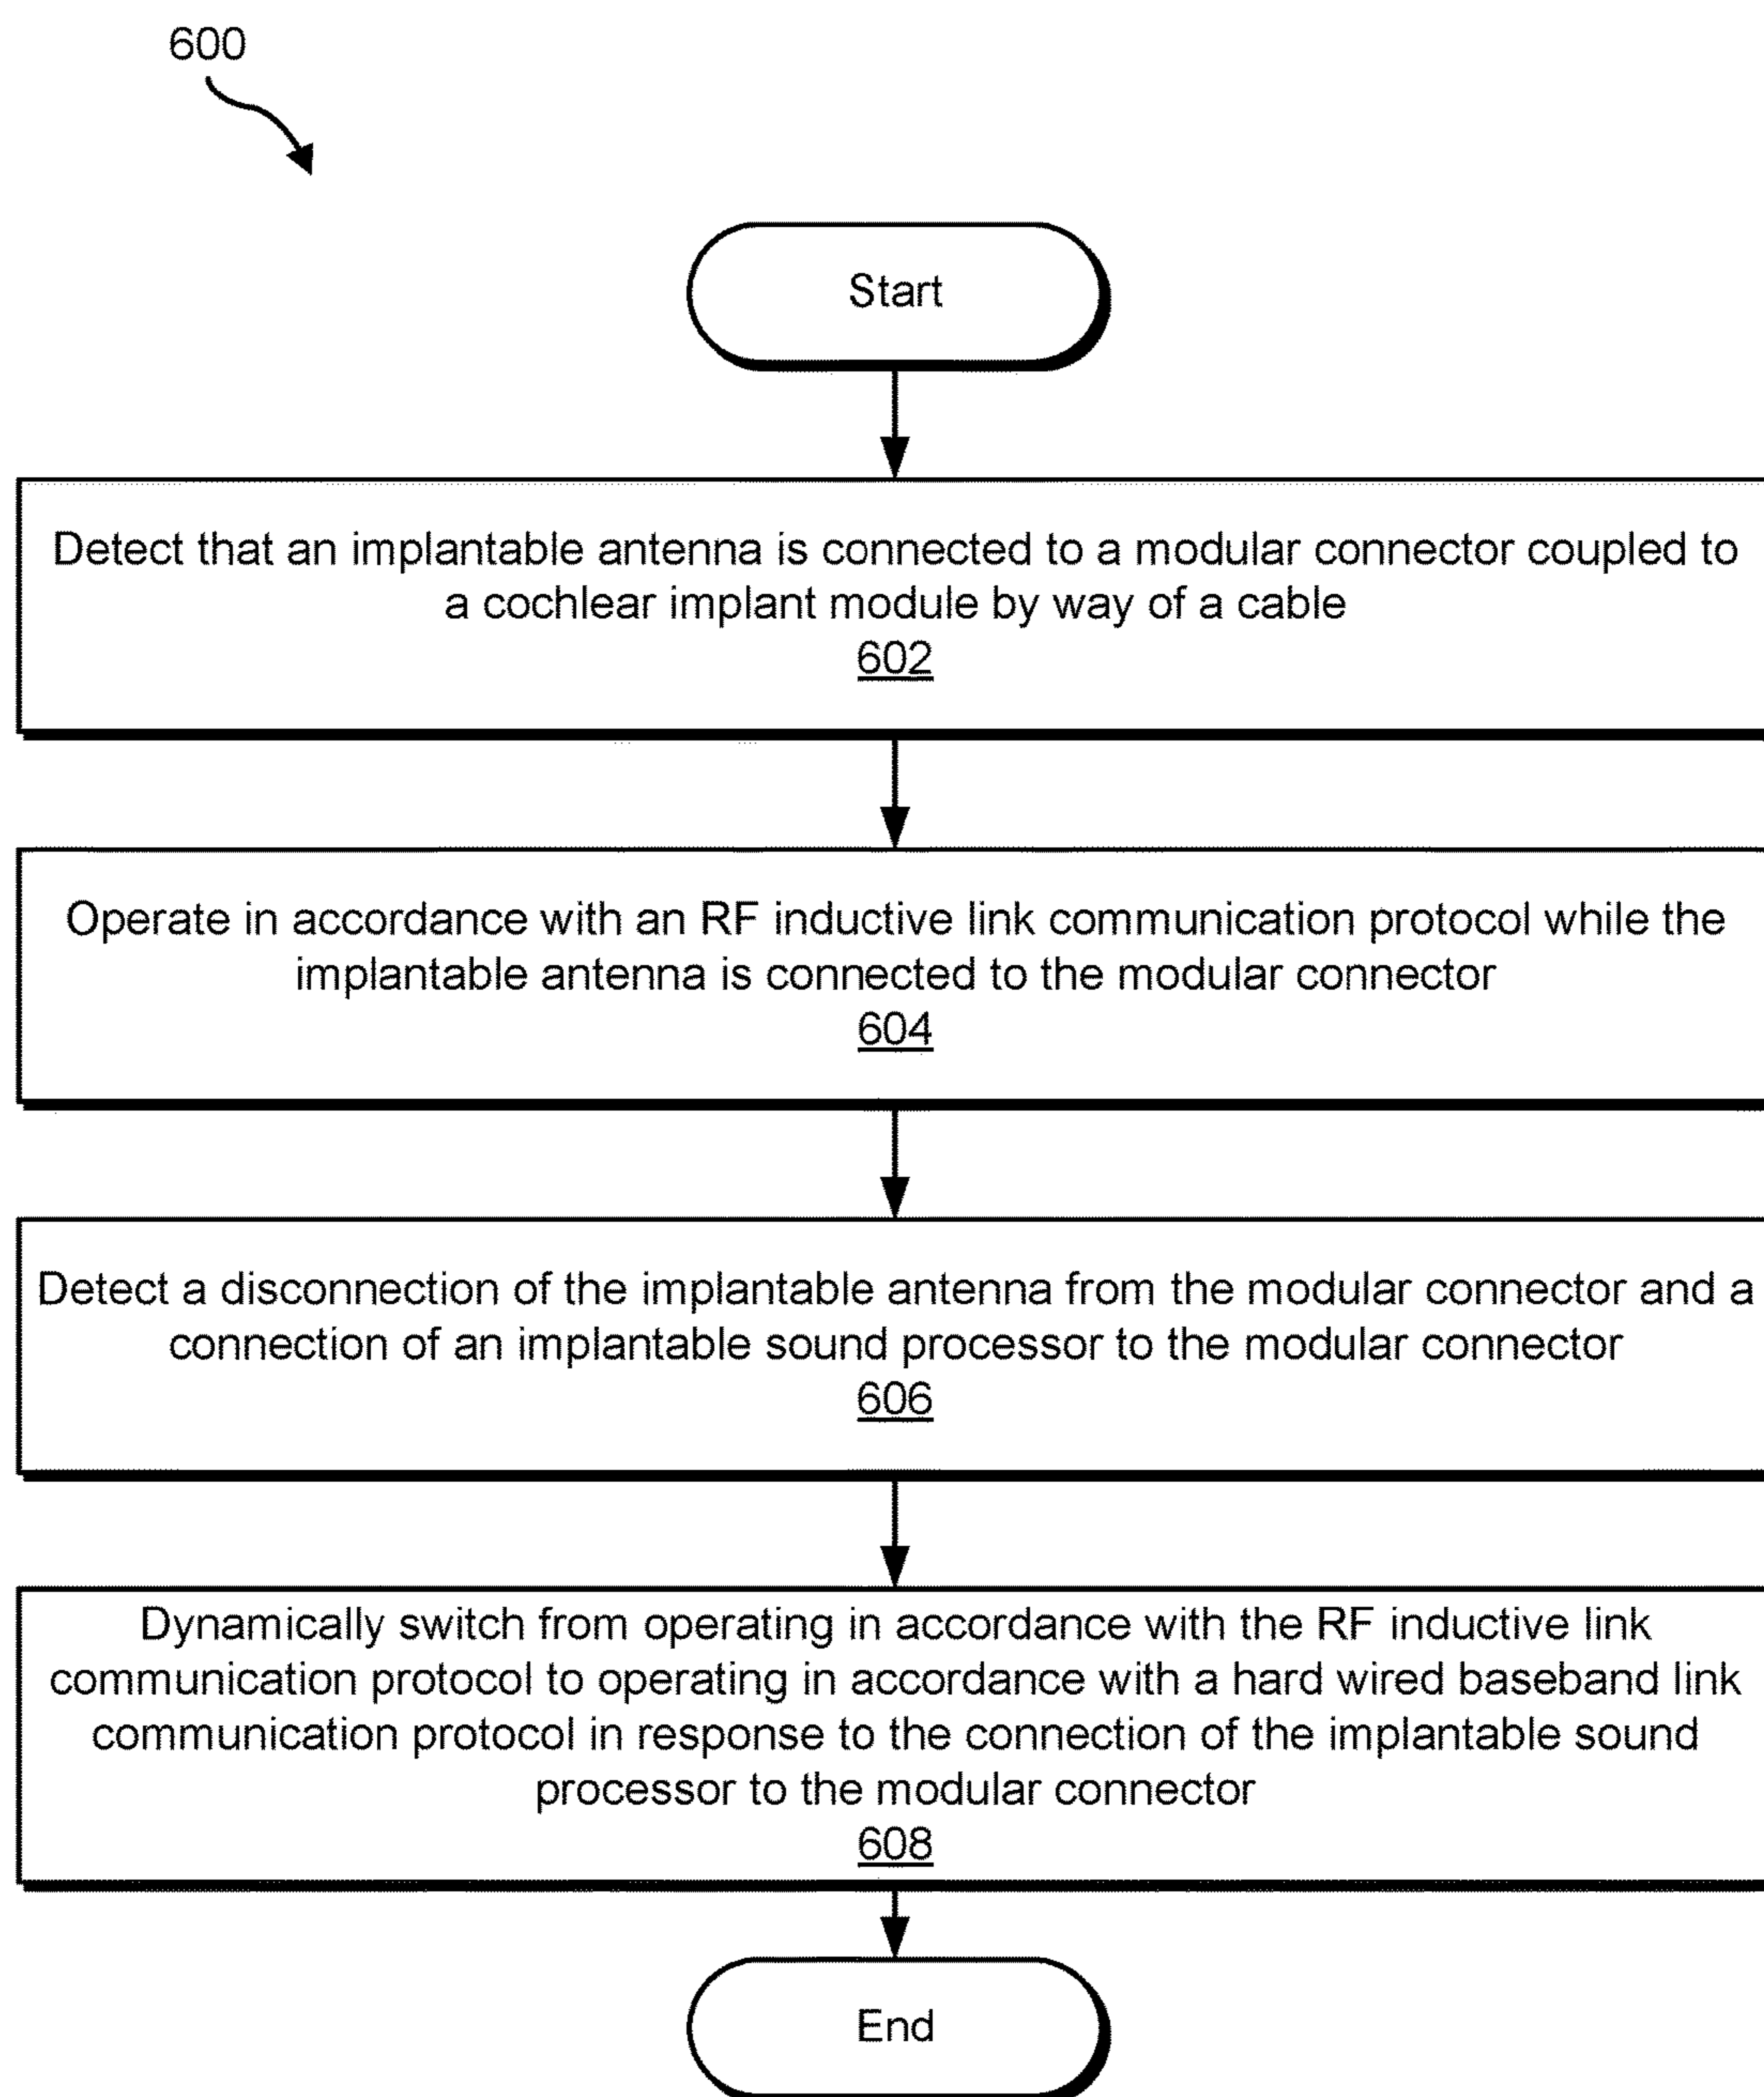 600
Start
Detect that an implantable antenna is connected to a modular connector coupled to
a cochlear implant module by way of a cable
602
Operate in accordance with an RF inductive link communication protocol while the
implantable antenna is connected to the modular connector
604
Detect a disconnection of the implantable antenna from the modular connector and a
connection of an implantable sound processor to the modular connector
606
Dynamically switch from operating in accordance with the RF inductive link
communication protocol to operating in accordance with a hard wired baseband link
communication protocol in response to the connection of the implantable sound
processor to the modular connector
608
End